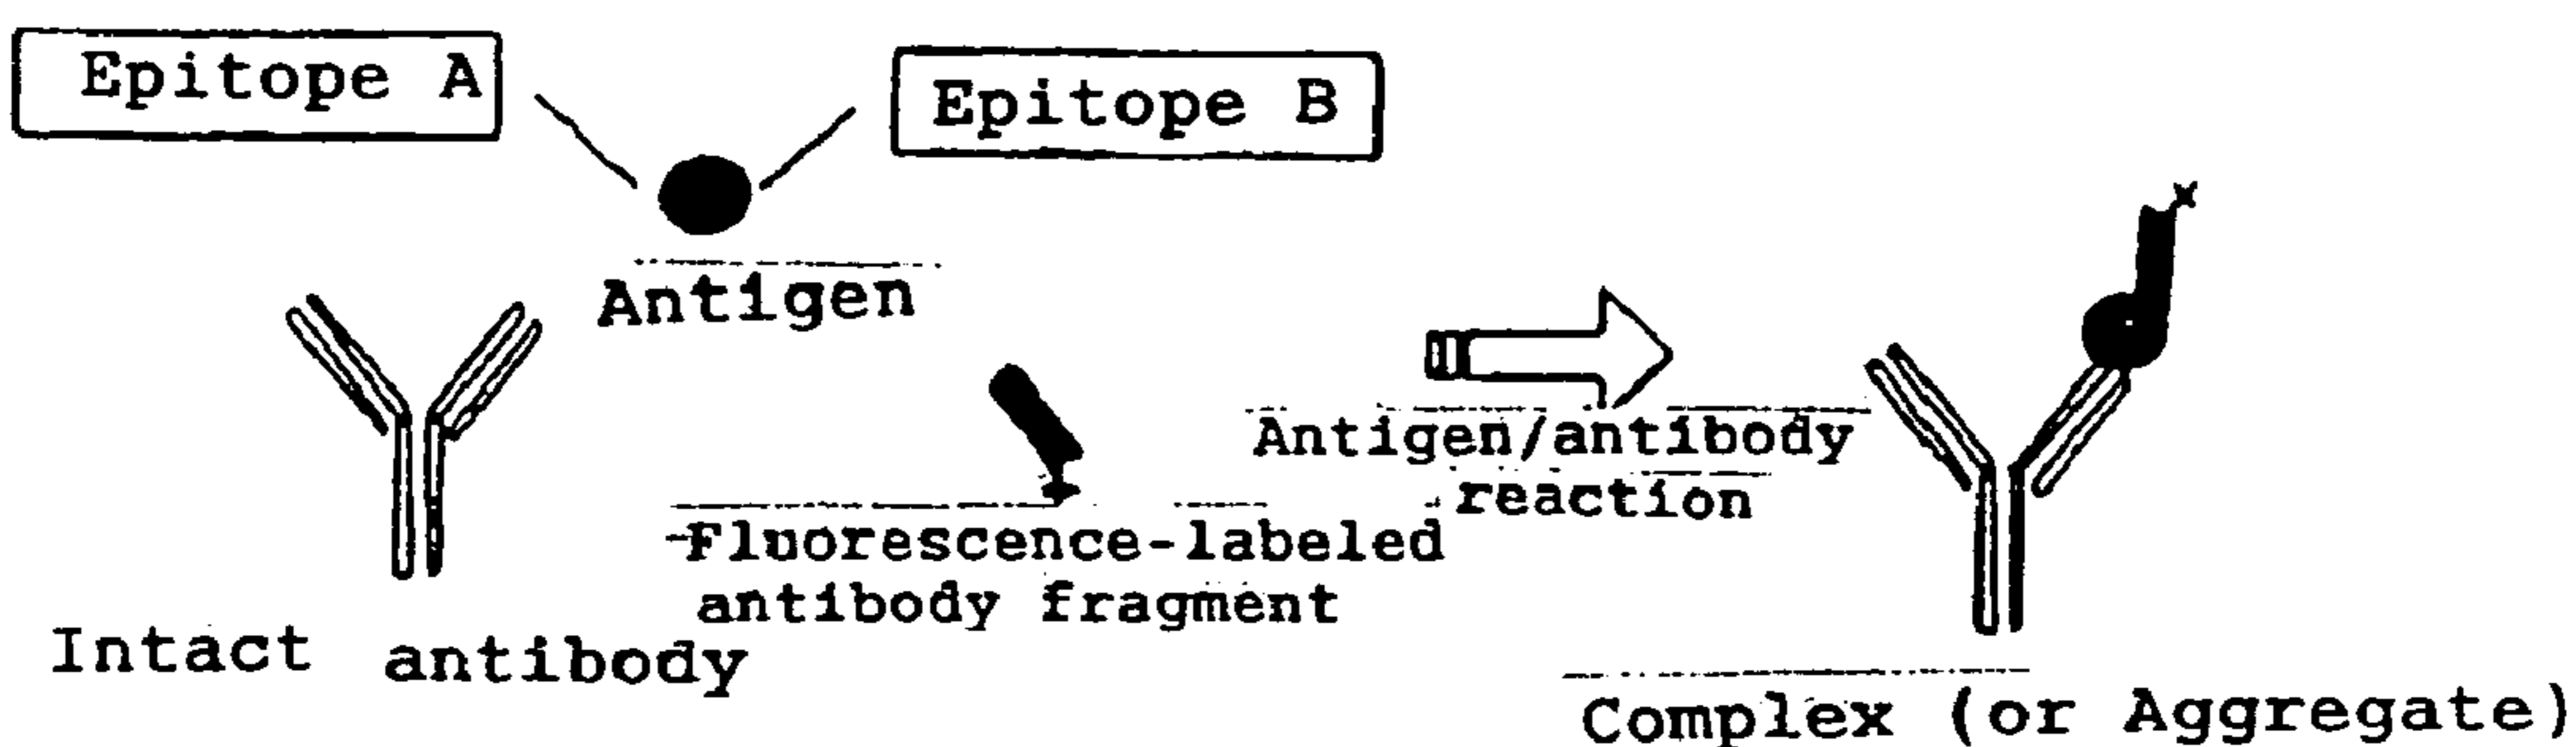 Epitope A
Epitope B
Antigen
Antigen/antibody
reaction
Fluorescence-labeled
antibody fragment
Intact antibody
Complex (or Aggregate)